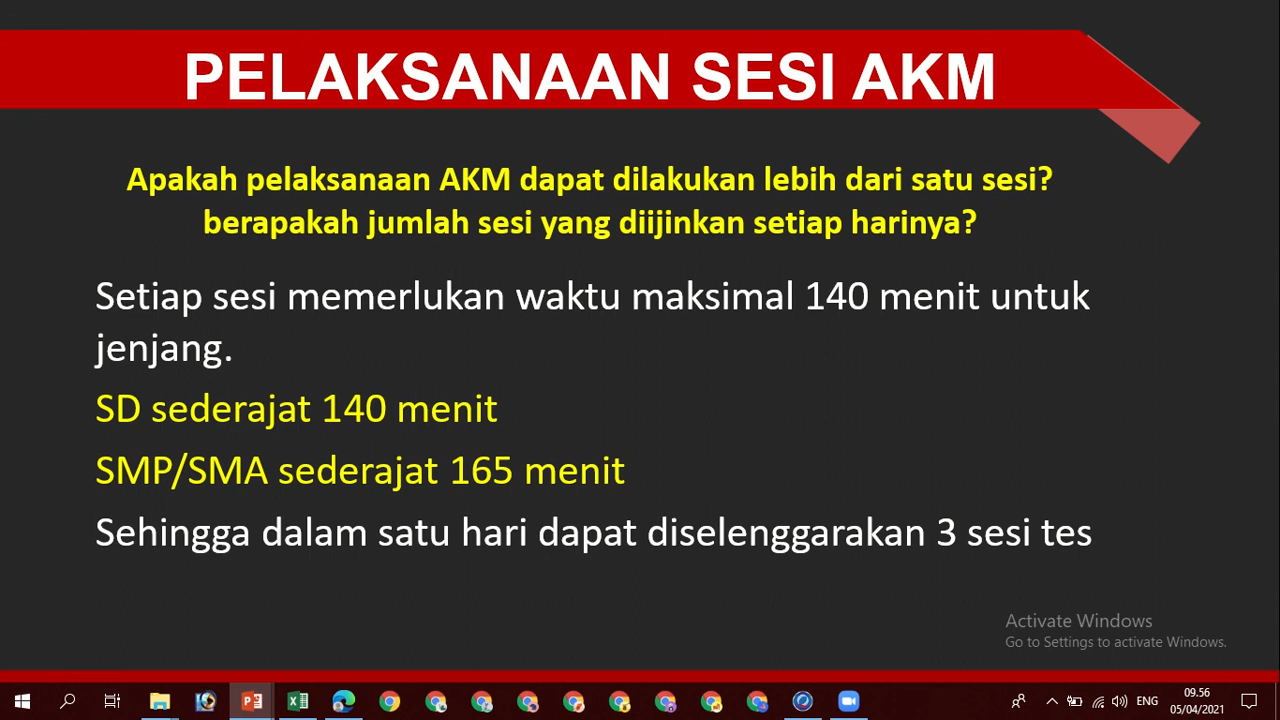 PELAKSANAAN SESI AKM
Apakah pelaksanaan AKM dapat dilakukan lebih dari satu sesi?
berapakah jumlah sesi yang diijinkan setiap harinya?
Setiap sesi memerlukan waktu maksimal 140 menit untuk
jenjang.
SD sederajat 140 menit
SMP/SMA sederajat 165 menit
Sehingga dalam satu hari dapat diselenggarakan 3 sesi tes
Activate Windows
Go to Settings to activate Windows.
ENG
09.56
05/04/2021